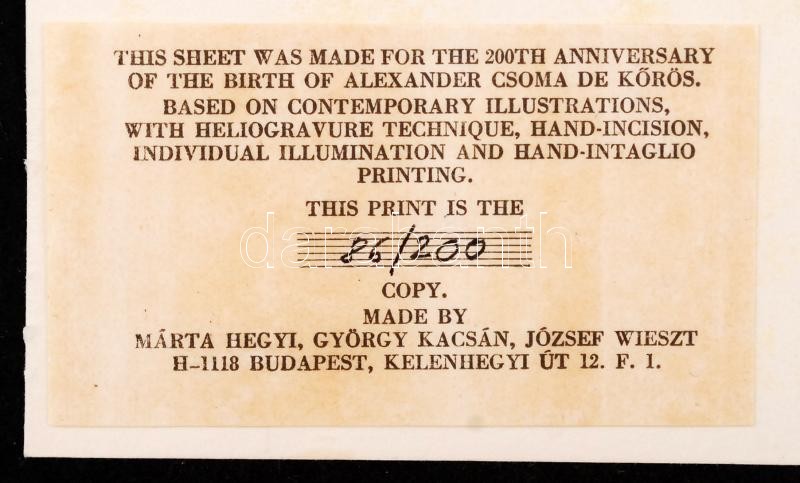 THIS SHEET WAS MADE FOR THE 200TH ANNIVERSARY
OF THE BIRTH OF ALEXANDER CSOMA DE KŐRÖS.
BASED ON CONTEMPORARY ILLUSTRATIONS,
WITH HELIOGRAVURE TECHNIQUE, HAND-INCISION,
INDIVIDUAL ILLUMINATION AND HAND-INTAGLIO
PRINTING.
THIS PRINT IS THE
86/200
darabanth
COPY.
MADE BY
MÁRTA HEGYI, GYÖRGY KACSÁN, JÓZSEF WIESZT
H-1118 BUDAPEST, KELENHEGYI ÚT 12. F. 1.